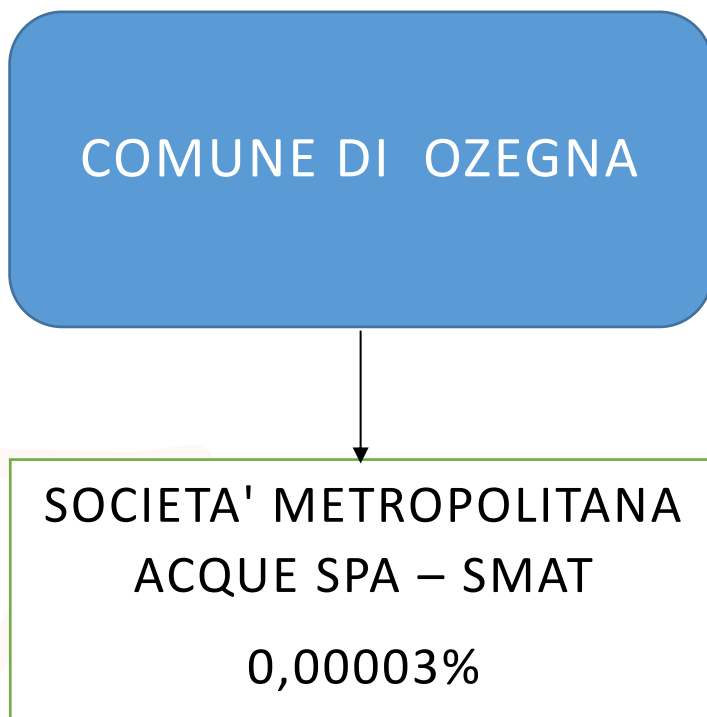 COMUNE DI  OZEGNA
SOCIETA' METROPOLITANA
ACQUE SPA – SMAT
0,00003%